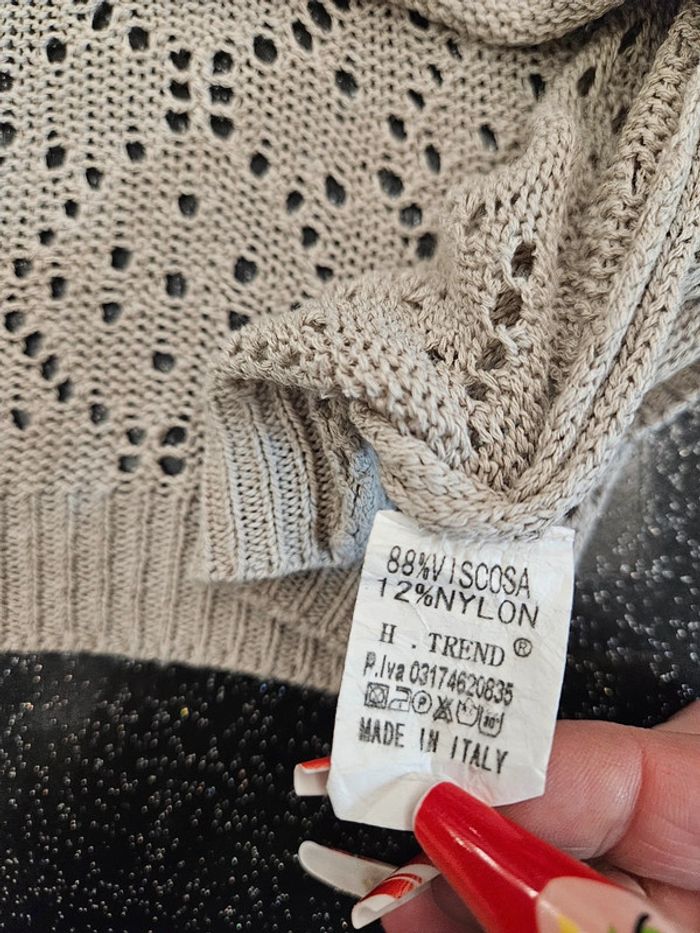 88%VISCOSA
12%NYLON
H . TREND®
P.Iva 03174620835
MADE IN ITALY